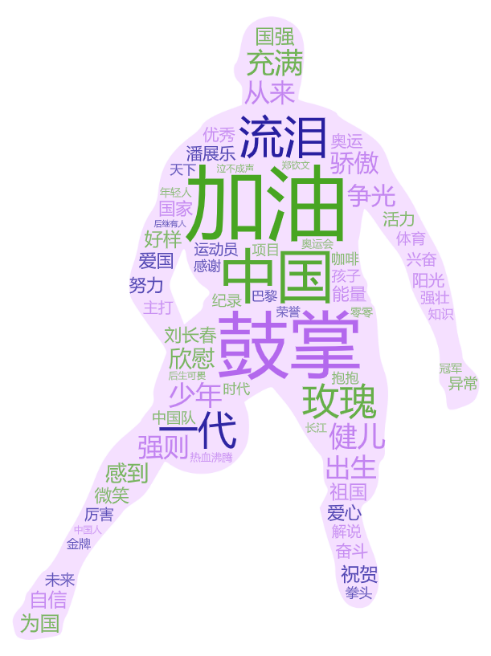 国强
充满
从来
优秀
流泪
奥运
潘展乐
骄傲
天下
泣不成声
郑钦文
年轻人
加油
争光
国家
后继有人
活力
好样
运动员
项目
奥运会
体育
爱国
感谢
中国
咖啡
兴奋
孩子
努力
阳光
主打
纪录
巴黎
能量
强壮
荣誉
零零
知识
刘长春
鼓掌
欣慰
冠军
后生可畏
抱抱
异常
少年
时代
玫瑰
中国队
一代
长江
健儿
强则
热血沸腾
感到
出生
微笑
祖国
厉害
爱心
中国人
解说
金牌
奋斗
未来
祝贺
自信
拳头
为国